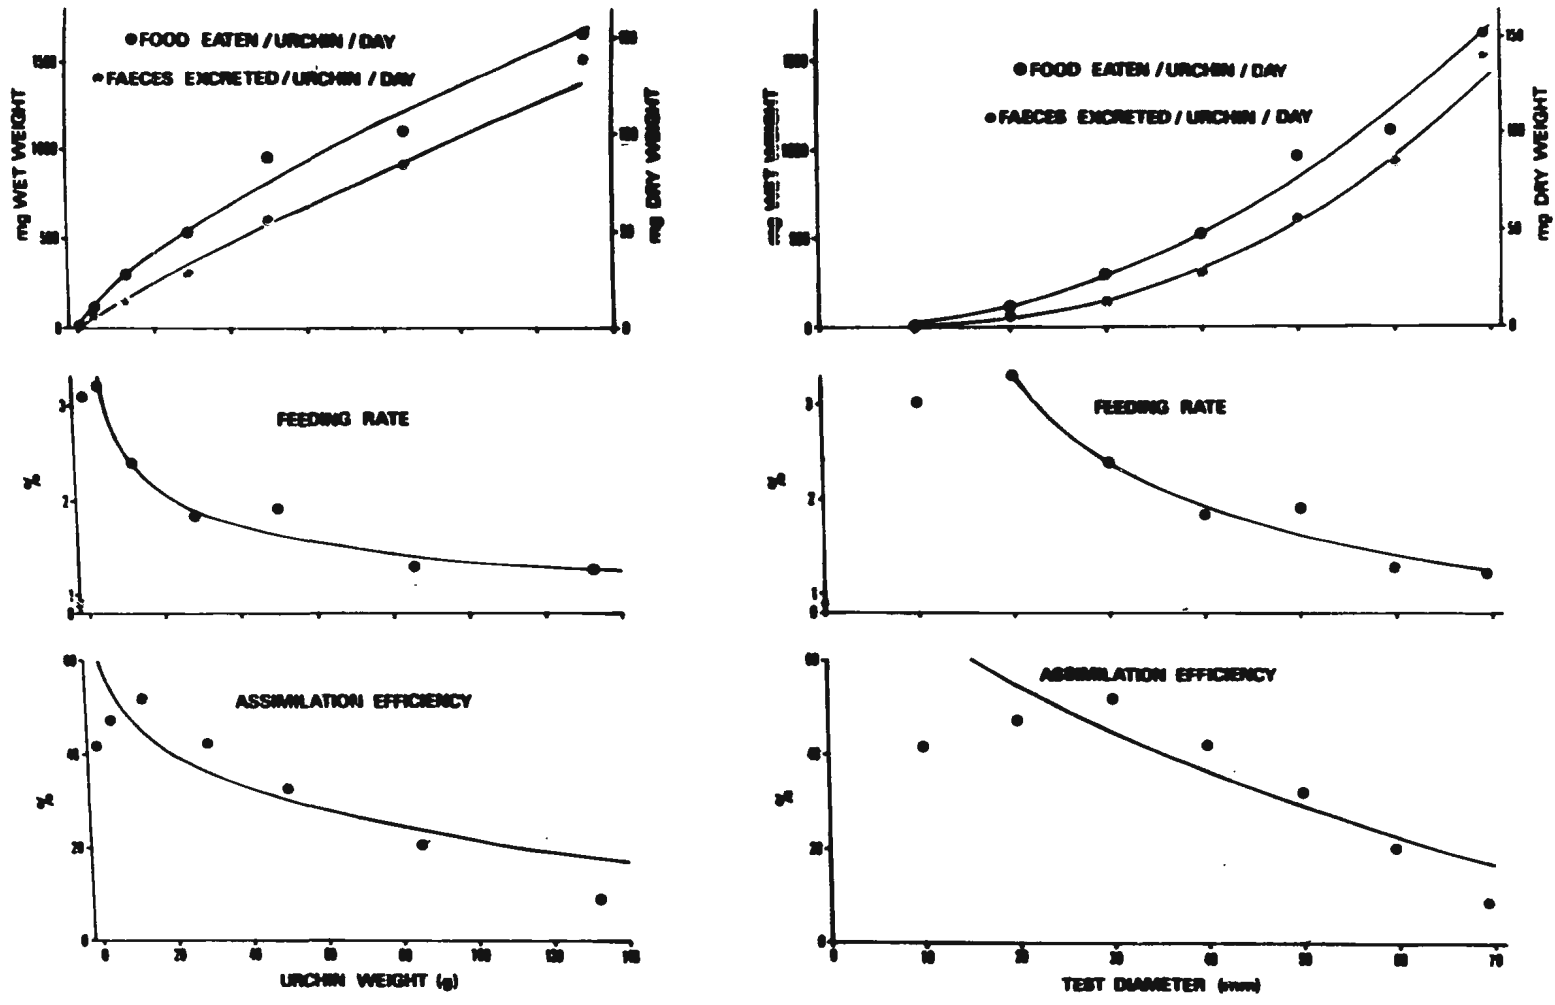 FOOD EATEN / URCHIN / DAY
FAECES EXCRETED / URCHIN / DAY
mg WET WEIGHT
mg DRY WEIGHT
1500
1000
500
0
150
100
50
0
FEEDING RATE
%
3
2
1
0
ASSIMILATION EFFICIENCY
%
60
40
20
0
0 20 40 60 80 100 120 140
URCHIN WEIGHT (g)
FOOD EATEN / URCHIN / DAY
FAECES EXCRETED / URCHIN / DAY
mg WET WEIGHT
mg DRY WEIGHT
1500
1000
500
0
150
100
50
0
FEEDING RATE
%
3
2
1
0
ASSIMILATION EFFICIENCY
%
60
40
20
0
0 10 20 30 40 50 60 70
TEST DIAMETER (mm)